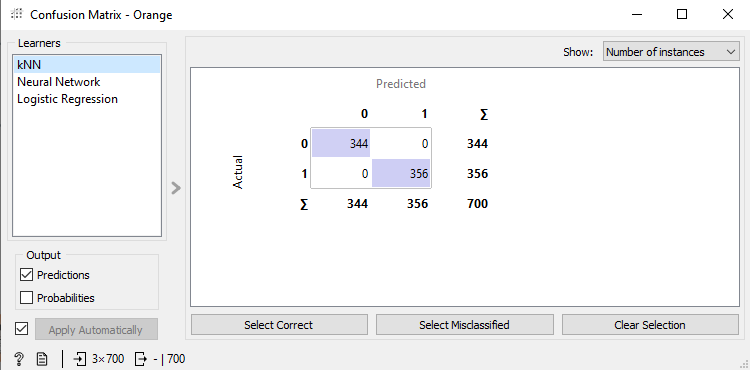 Confusion Matrix - Orange
Learners
kNN
Neural Network
Logistic Regression
Output
Predictions
Probabilities
Apply Automatically
Show: Number of instances
Predicted
0 1 Σ
Actual
0 344 0 344
1 0 356 356
Σ 344 356 700
Select Correct Select Misclassified Clear Selection
? 3×700 - | 700